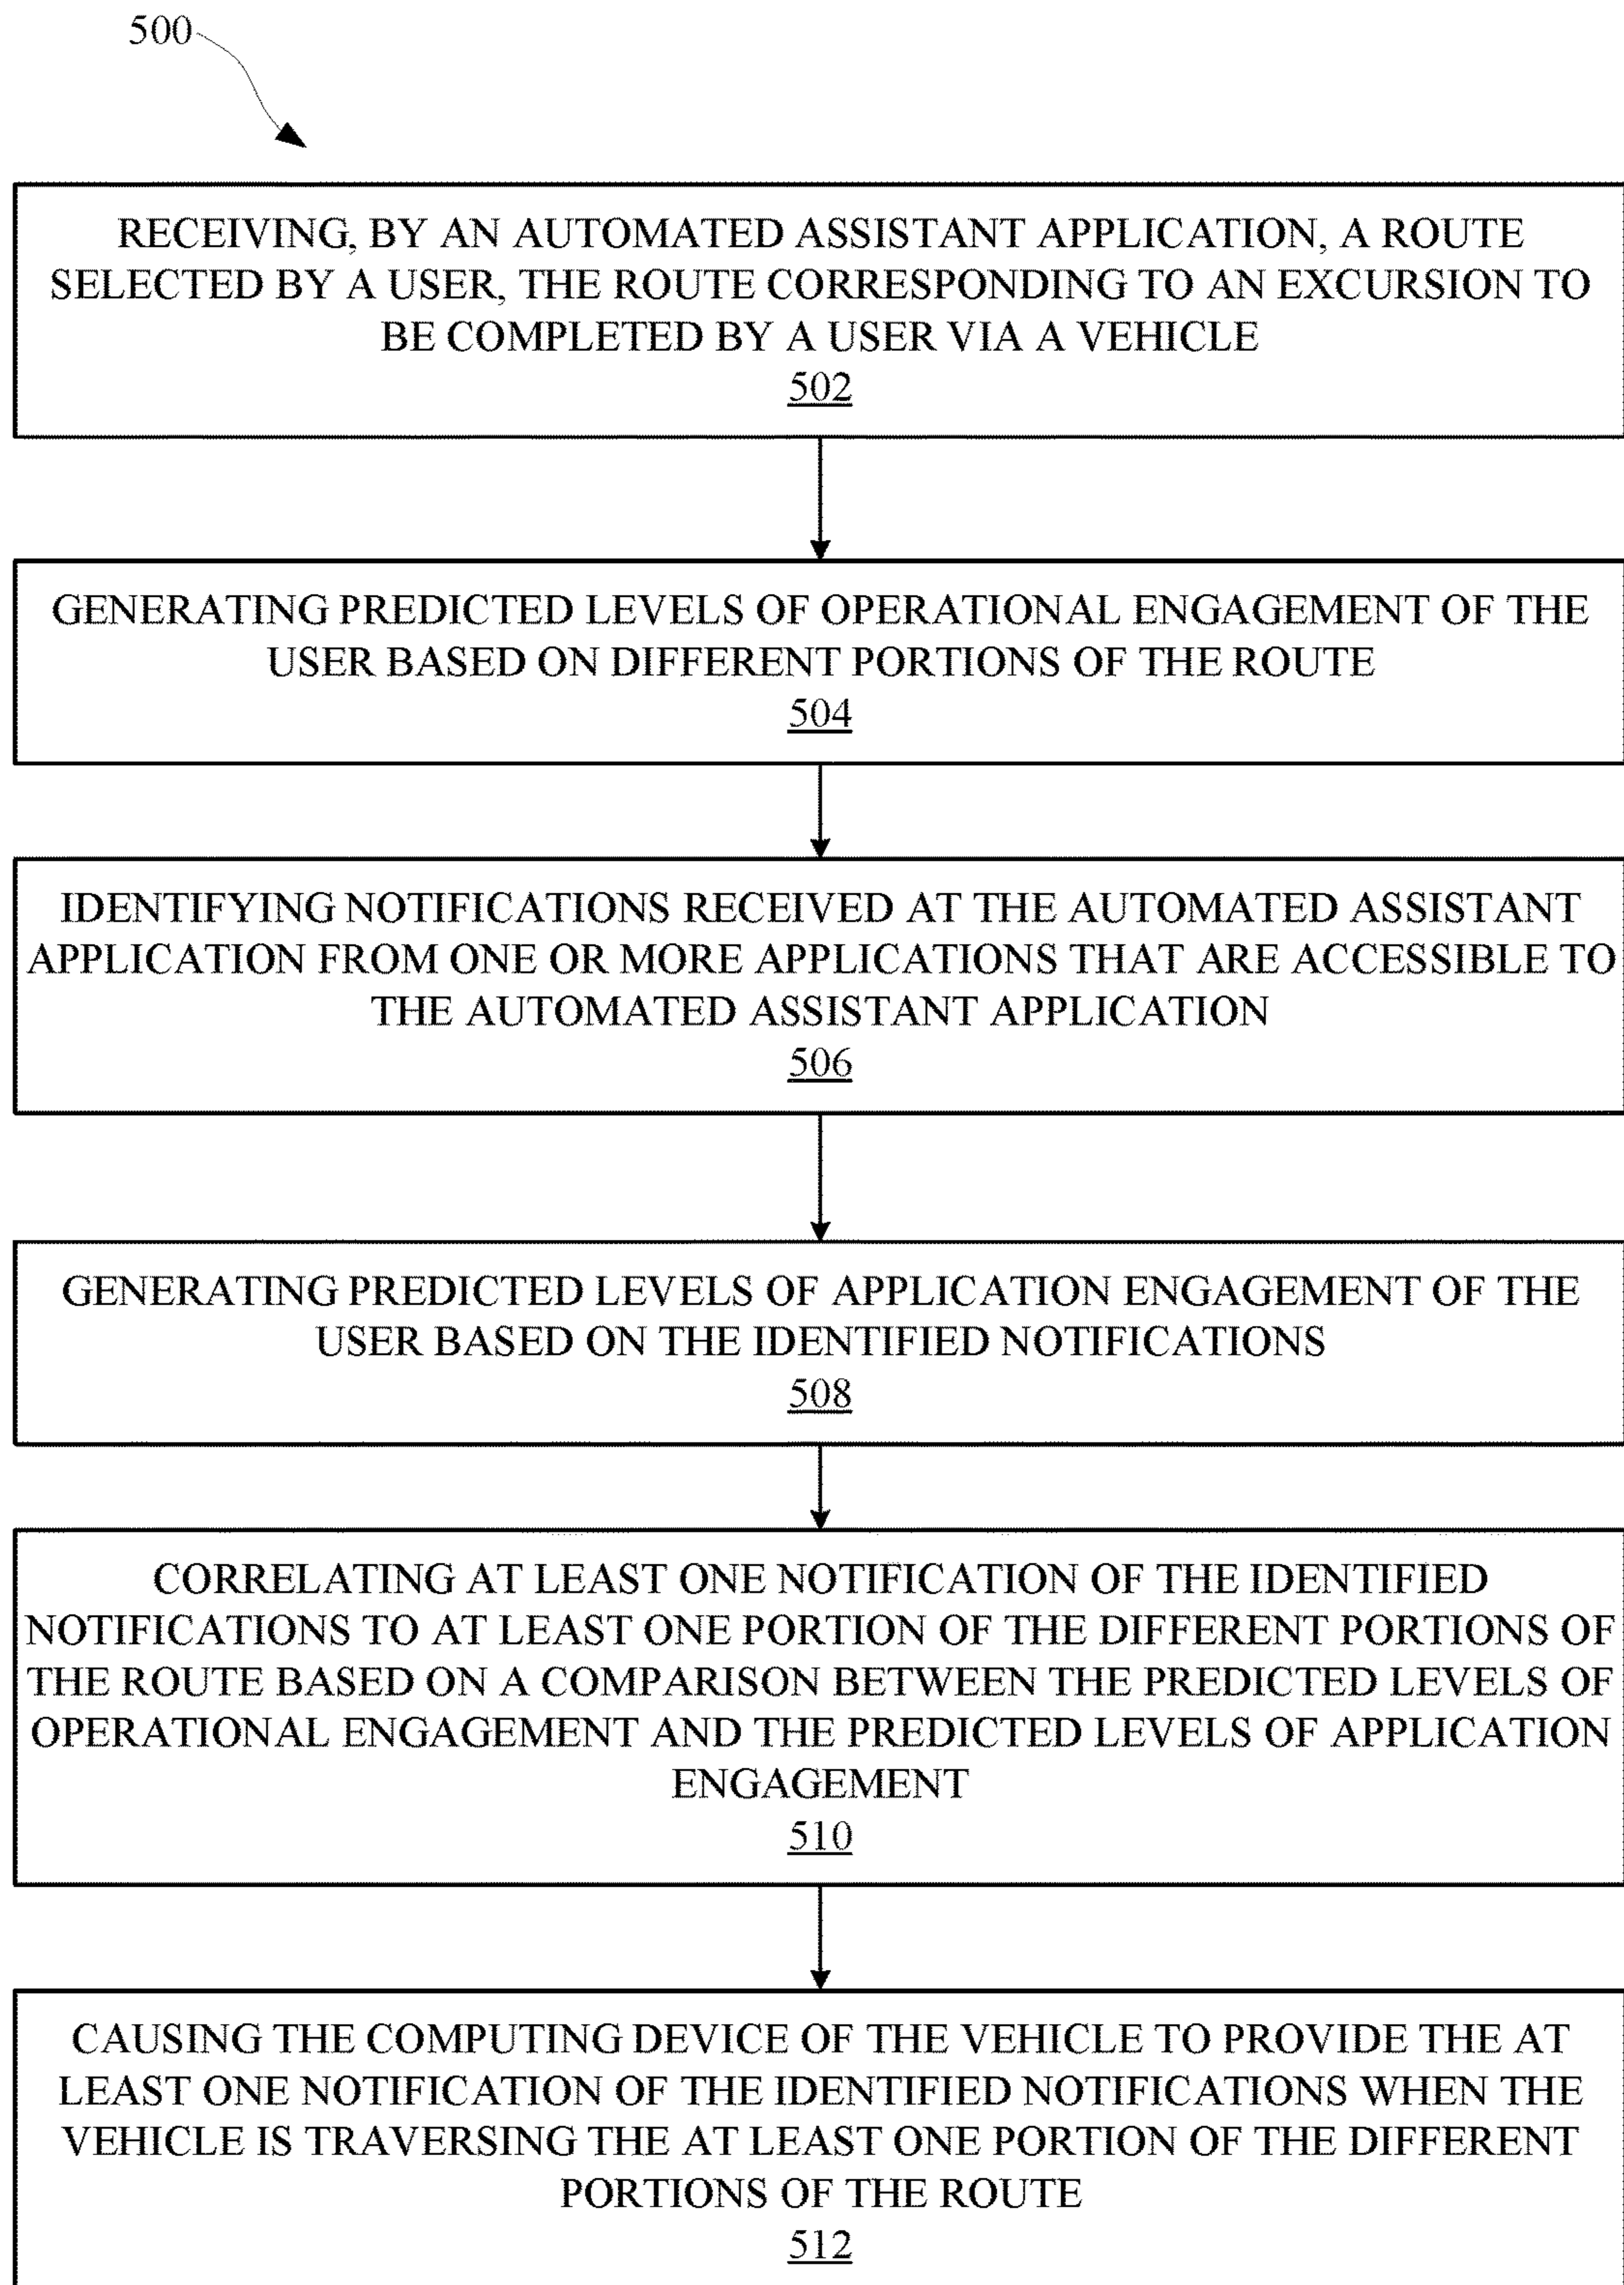 500
RECEIVING, BY AN AUTOMATED ASSISTANT APPLICATION, A ROUTE
SELECTED BY A USER, THE ROUTE CORRESPONDING TO AN EXCURSION TO
BE COMPLETED BY A USER VIA A VEHICLE
502
GENERATING PREDICTED LEVELS OF OPERATIONAL ENGAGEMENT OF THE
USER BASED ON DIFFERENT PORTIONS OF THE ROUTE
504
IDENTIFYING NOTIFICATIONS RECEIVED AT THE AUTOMATED ASSISTANT
APPLICATION FROM ONE OR MORE APPLICATIONS THAT ARE ACCESSIBLE TO
THE AUTOMATED ASSISTANT APPLICATION
506
GENERATING PREDICTED LEVELS OF APPLICATION ENGAGEMENT OF THE
USER BASED ON THE IDENTIFIED NOTIFICATIONS
508
CORRELATING AT LEAST ONE NOTIFICATION OF THE IDENTIFIED
NOTIFICATIONS TO AT LEAST ONE PORTION OF THE DIFFERENT PORTIONS OF
THE ROUTE BASED ON A COMPARISON BETWEEN THE PREDICTED LEVELS OF
OPERATIONAL ENGAGEMENT AND THE PREDICTED LEVELS OF APPLICATION
ENGAGEMENT
510
CAUSING THE COMPUTING DEVICE OF THE VEHICLE TO PROVIDE THE AT
LEAST ONE NOTIFICATION OF THE IDENTIFIED NOTIFICATIONS WHEN THE
VEHICLE IS TRAVERSING THE AT LEAST ONE PORTION OF THE DIFFERENT
PORTIONS OF THE ROUTE
512